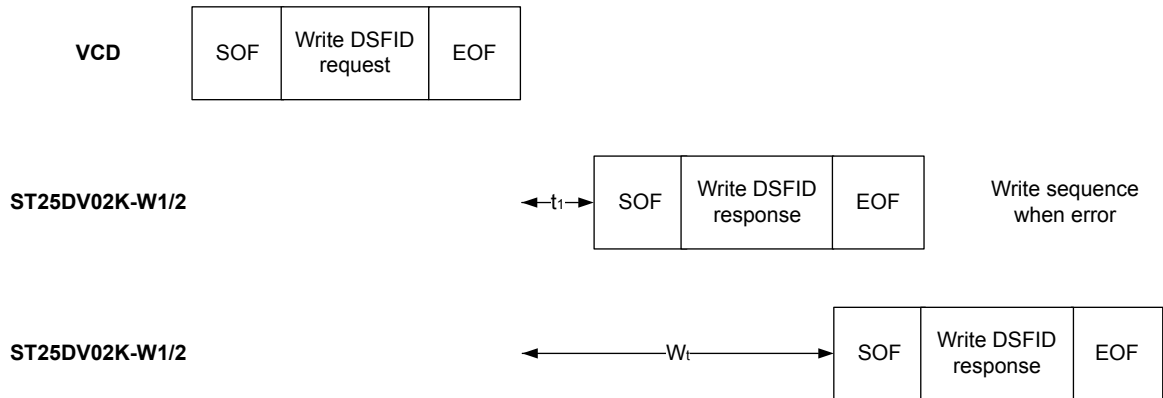 VCD
SOF
Write DSFID
request
EOF
ST25DV02K-W1/2
t1
SOF
Write DSFID
response
EOF
Write sequence
when error
ST25DV02K-W1/2
Wt
SOF
Write DSFID
response
EOF